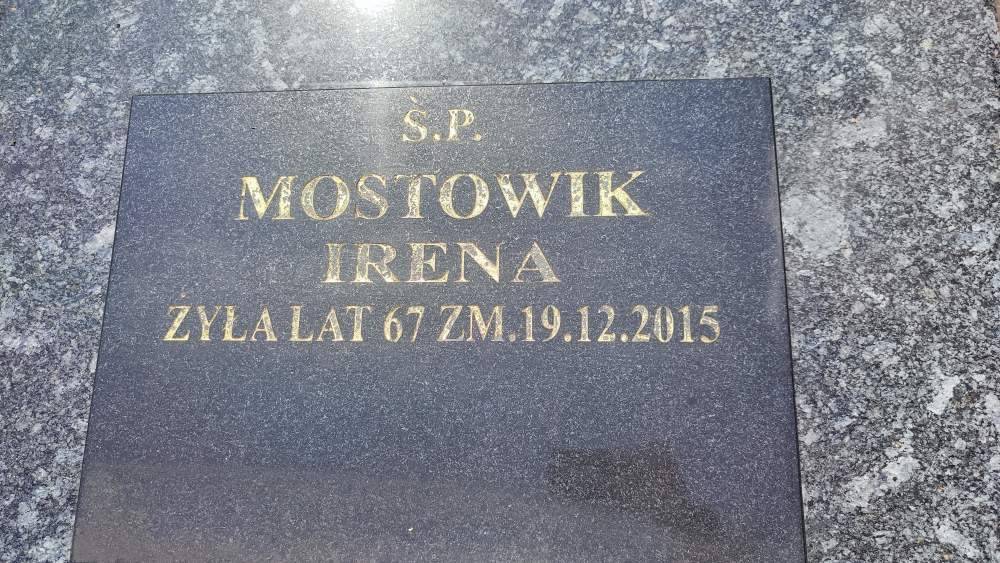 Ś.P.
MOSTOWIK
IRENA
ŻYŁA LAT 67 ZM.19.12.2015